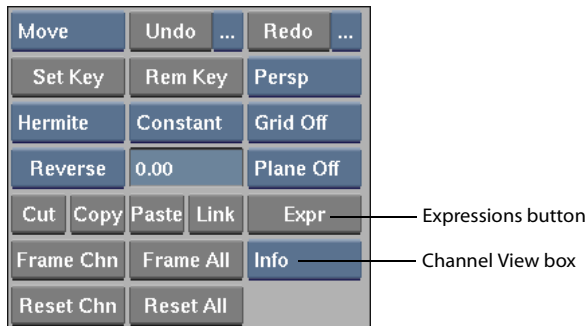 Move Undo ... Redo ...
Set Key Rem Key Persp
Hermite Constant Grid Off
Reverse 0.00 Plane Off
Cut Copy Paste Link Expr Expressions button
Frame Chn Frame All Info Channel View box
Reset Chn Reset All